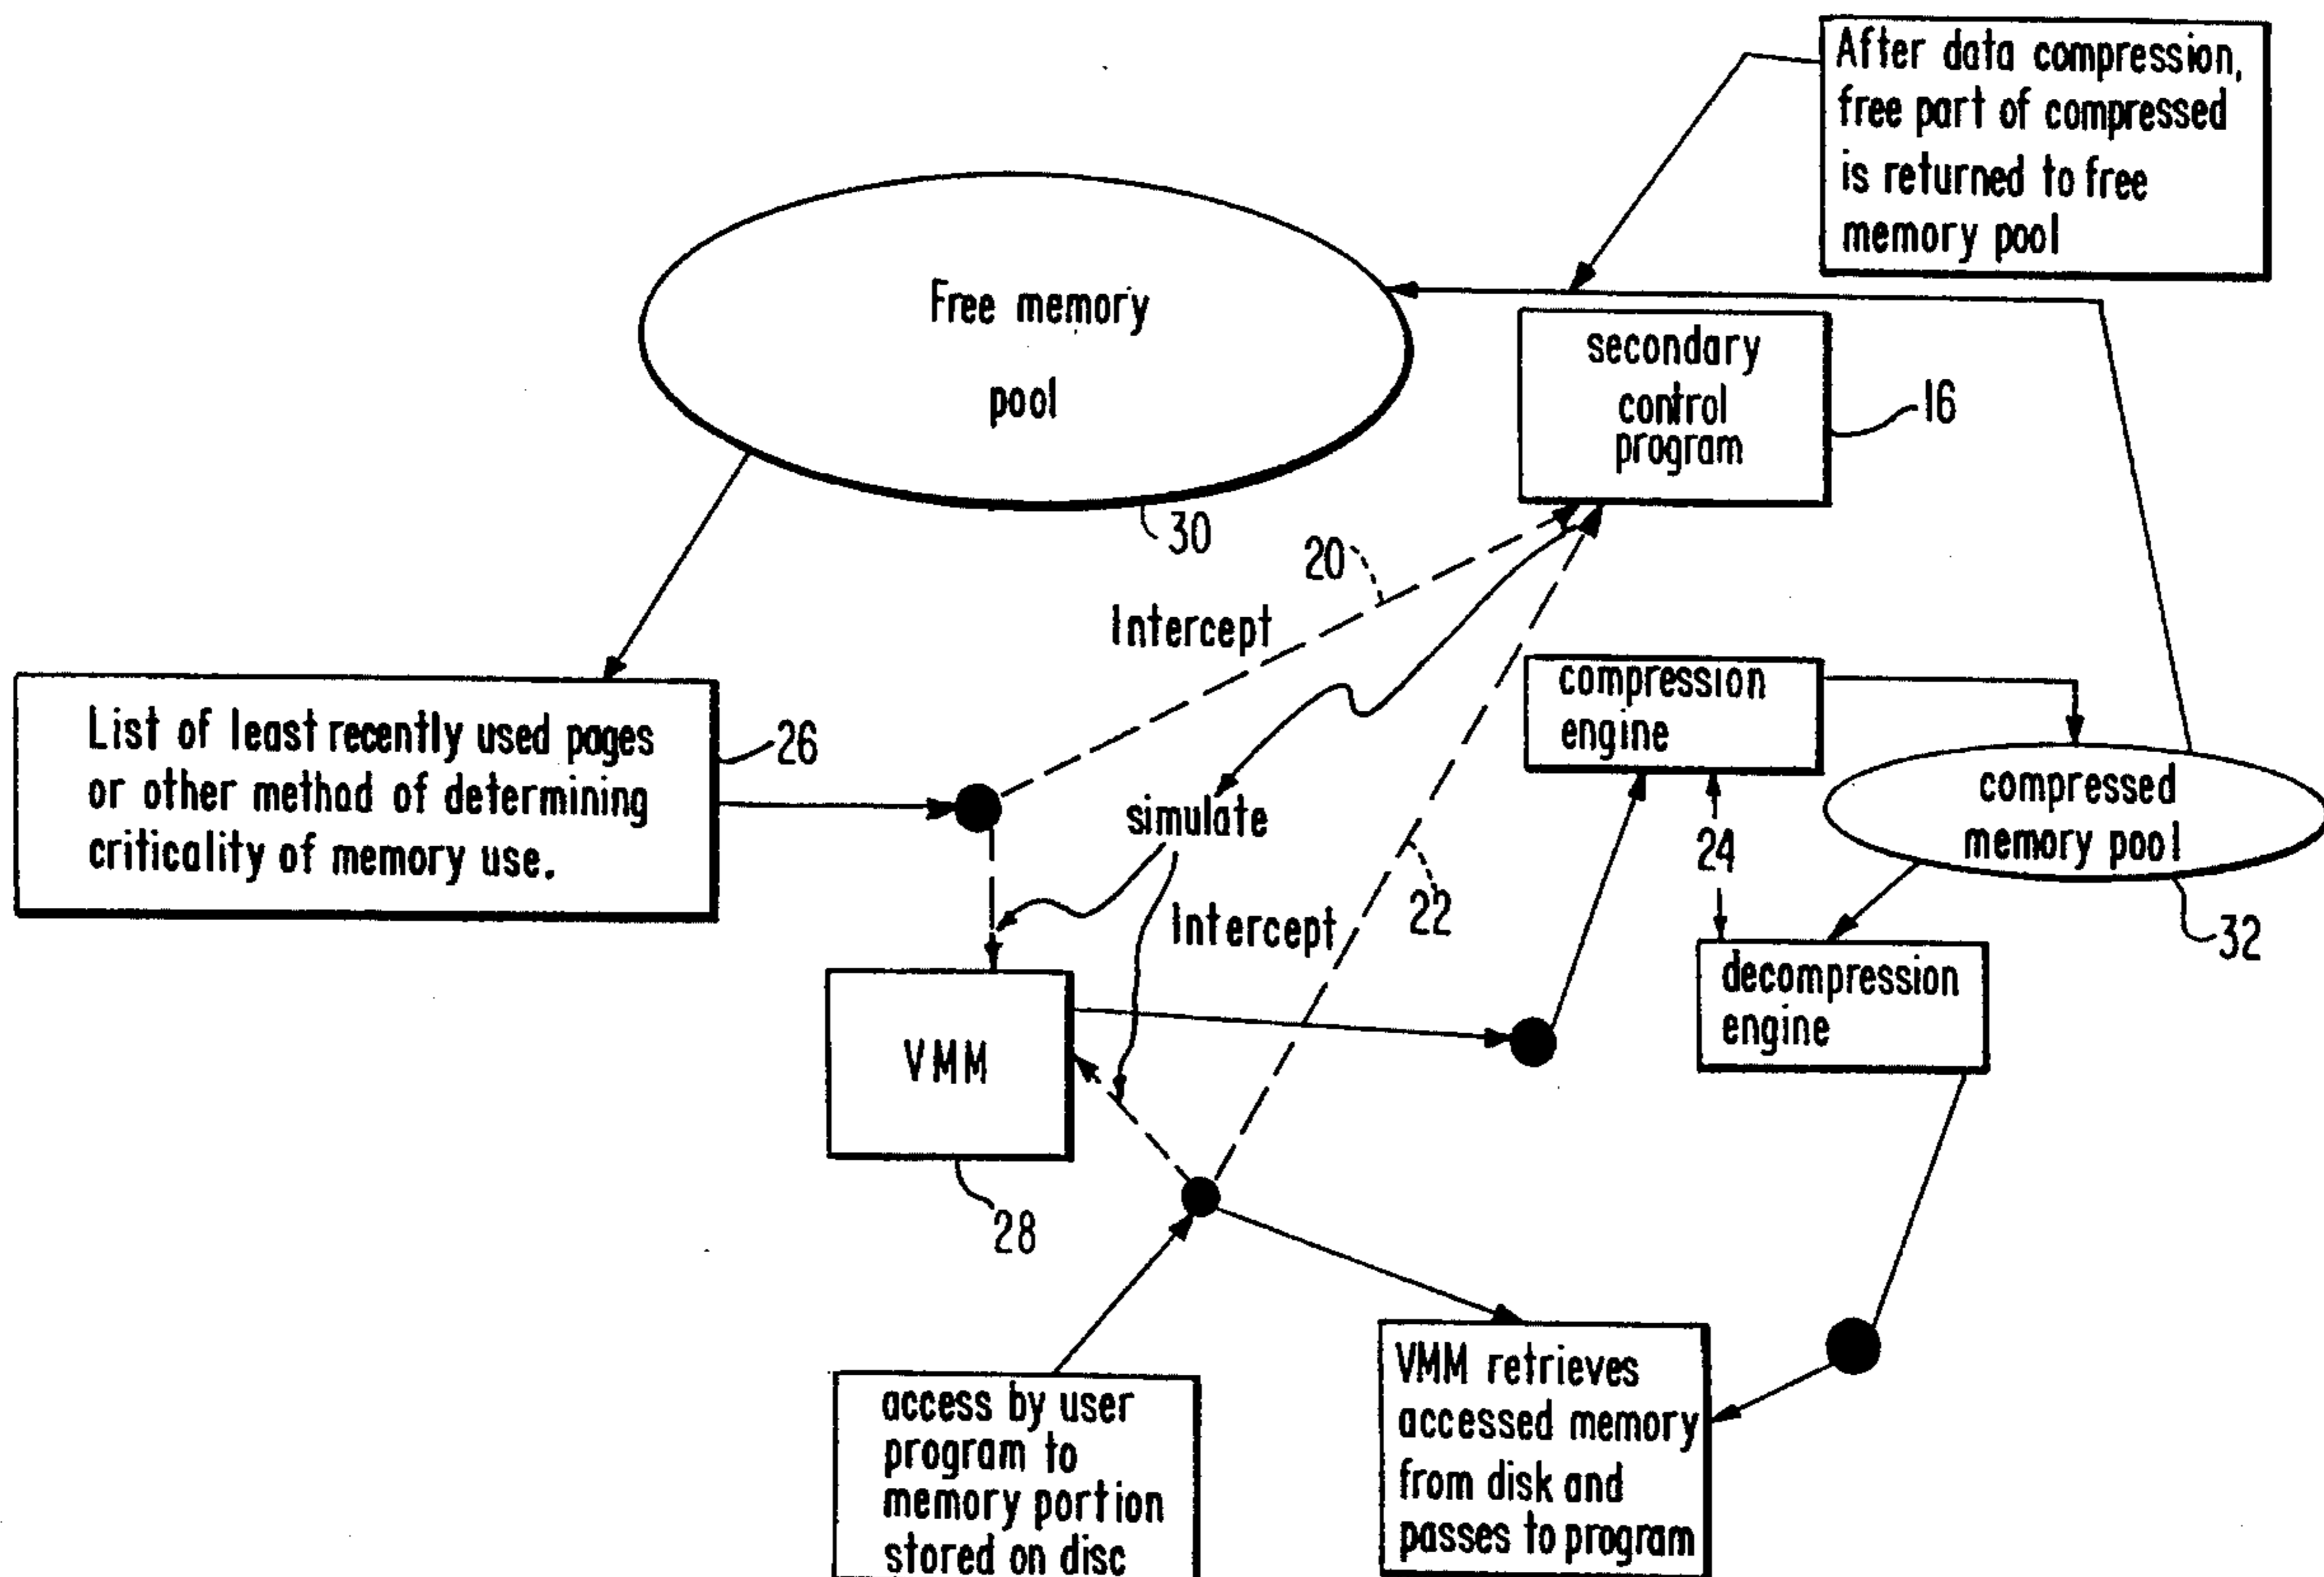 After data compression,
free part of compressed
is returned to free
memory pool
Free memory
pool
30
secondary
control
program
16
20
Intercept
List of least recently used pages
or other method of determining
criticality of memory use.
26
simulate
Intercept
22
compression
engine
24
compressed
memory pool
32
decompression
engine
VMM
28
access by user
program to
memory portion
stored on disc
VMM retrieves
accessed memory
from disk and
passes to program